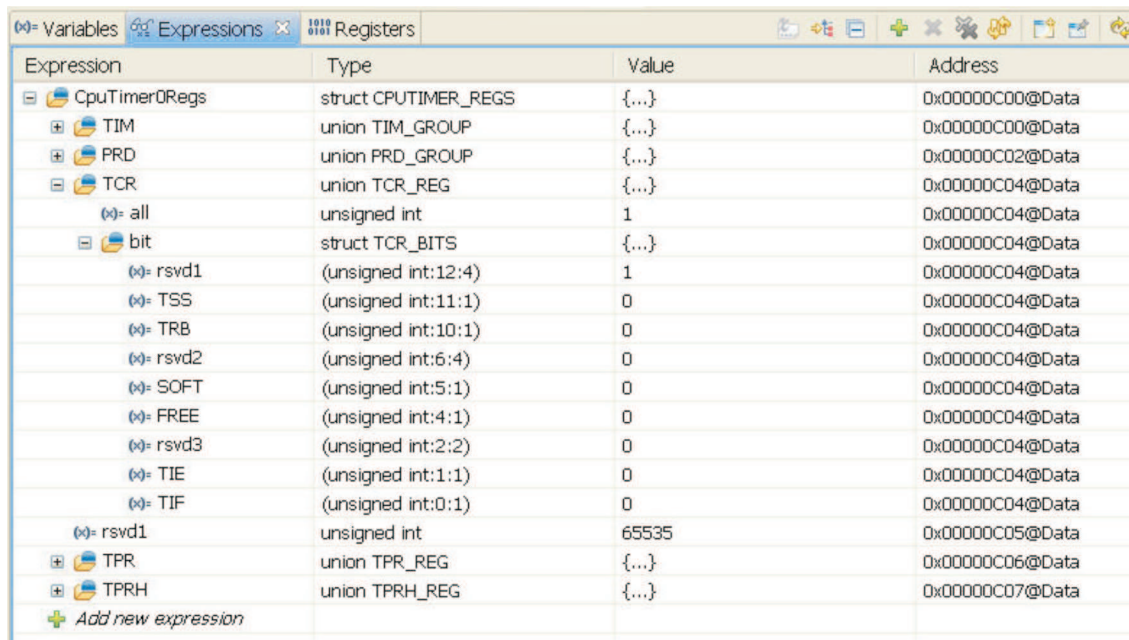 (x)= Variables Expressions 1010 0101 Registers
Expression Type Value Address
CpuTimer0Regs struct CPUTIMER_REGS {...} 0x00000C00@Data
TIM union TIM_GROUP {...} 0x00000C00@Data
PRD union PRD_GROUP {...} 0x00000C02@Data
TCR union TCR_REG {...} 0x00000C04@Data
(x)= all unsigned int 1 0x00000C04@Data
bit struct TCR_BITS {...} 0x00000C04@Data
(x)= rsvd1 (unsigned int:12:4) 1 0x00000C04@Data
(x)= TSS (unsigned int:11:1) 0 0x00000C04@Data
(x)= TRB (unsigned int:10:1) 0 0x00000C04@Data
(x)= rsvd2 (unsigned int:6:4) 0 0x00000C04@Data
(x)= SOFT (unsigned int:5:1) 0 0x00000C04@Data
(x)= FREE (unsigned int:4:1) 0 0x00000C04@Data
(x)= rsvd3 (unsigned int:2:2) 0 0x00000C04@Data
(x)= TIE (unsigned int:1:1) 0 0x00000C04@Data
(x)= TIF (unsigned int:0:1) 0 0x00000C04@Data
(x)= rsvd1 unsigned int 65535 0x00000C05@Data
TPR union TPR_REG {...} 0x00000C06@Data
TPRH union TPRH_REG {...} 0x00000C07@Data
Add new expression